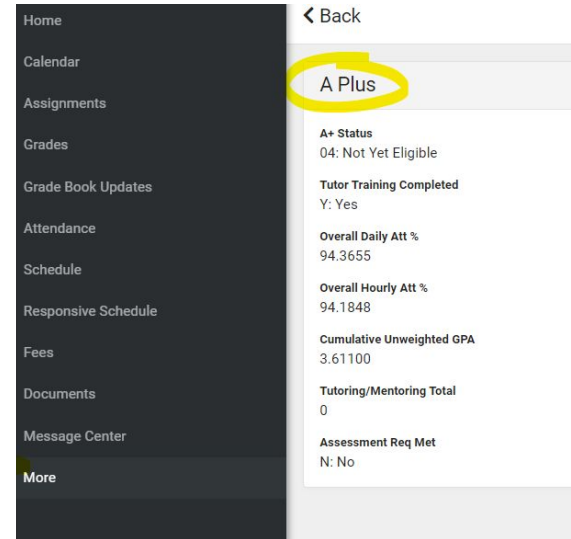 Home
Calendar
Assignments
Grades
Grade Book Updates
Attendance
Schedule
Responsive Schedule
Fees
Documents
Message Center
More
Back
A Plus
A+ Status
04: Not Yet Eligible
Tutor Training Completed
Y: Yes
Overall Daily Att %
94.3655
Overall Hourly Att %
94.1848
Cumulative Unweighted GPA
3.61100
Tutoring/Mentoring Total
0
Assessment Req Met
N: No